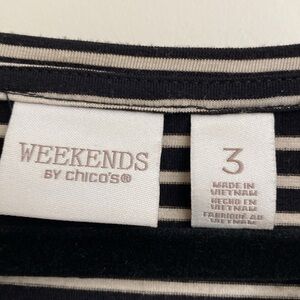 WEEKENDS
BY chico's®
3
MADE IN
VIETNAM
HECHO EN
VIETNAM
FABRIQUÉ AU
VIETNAM